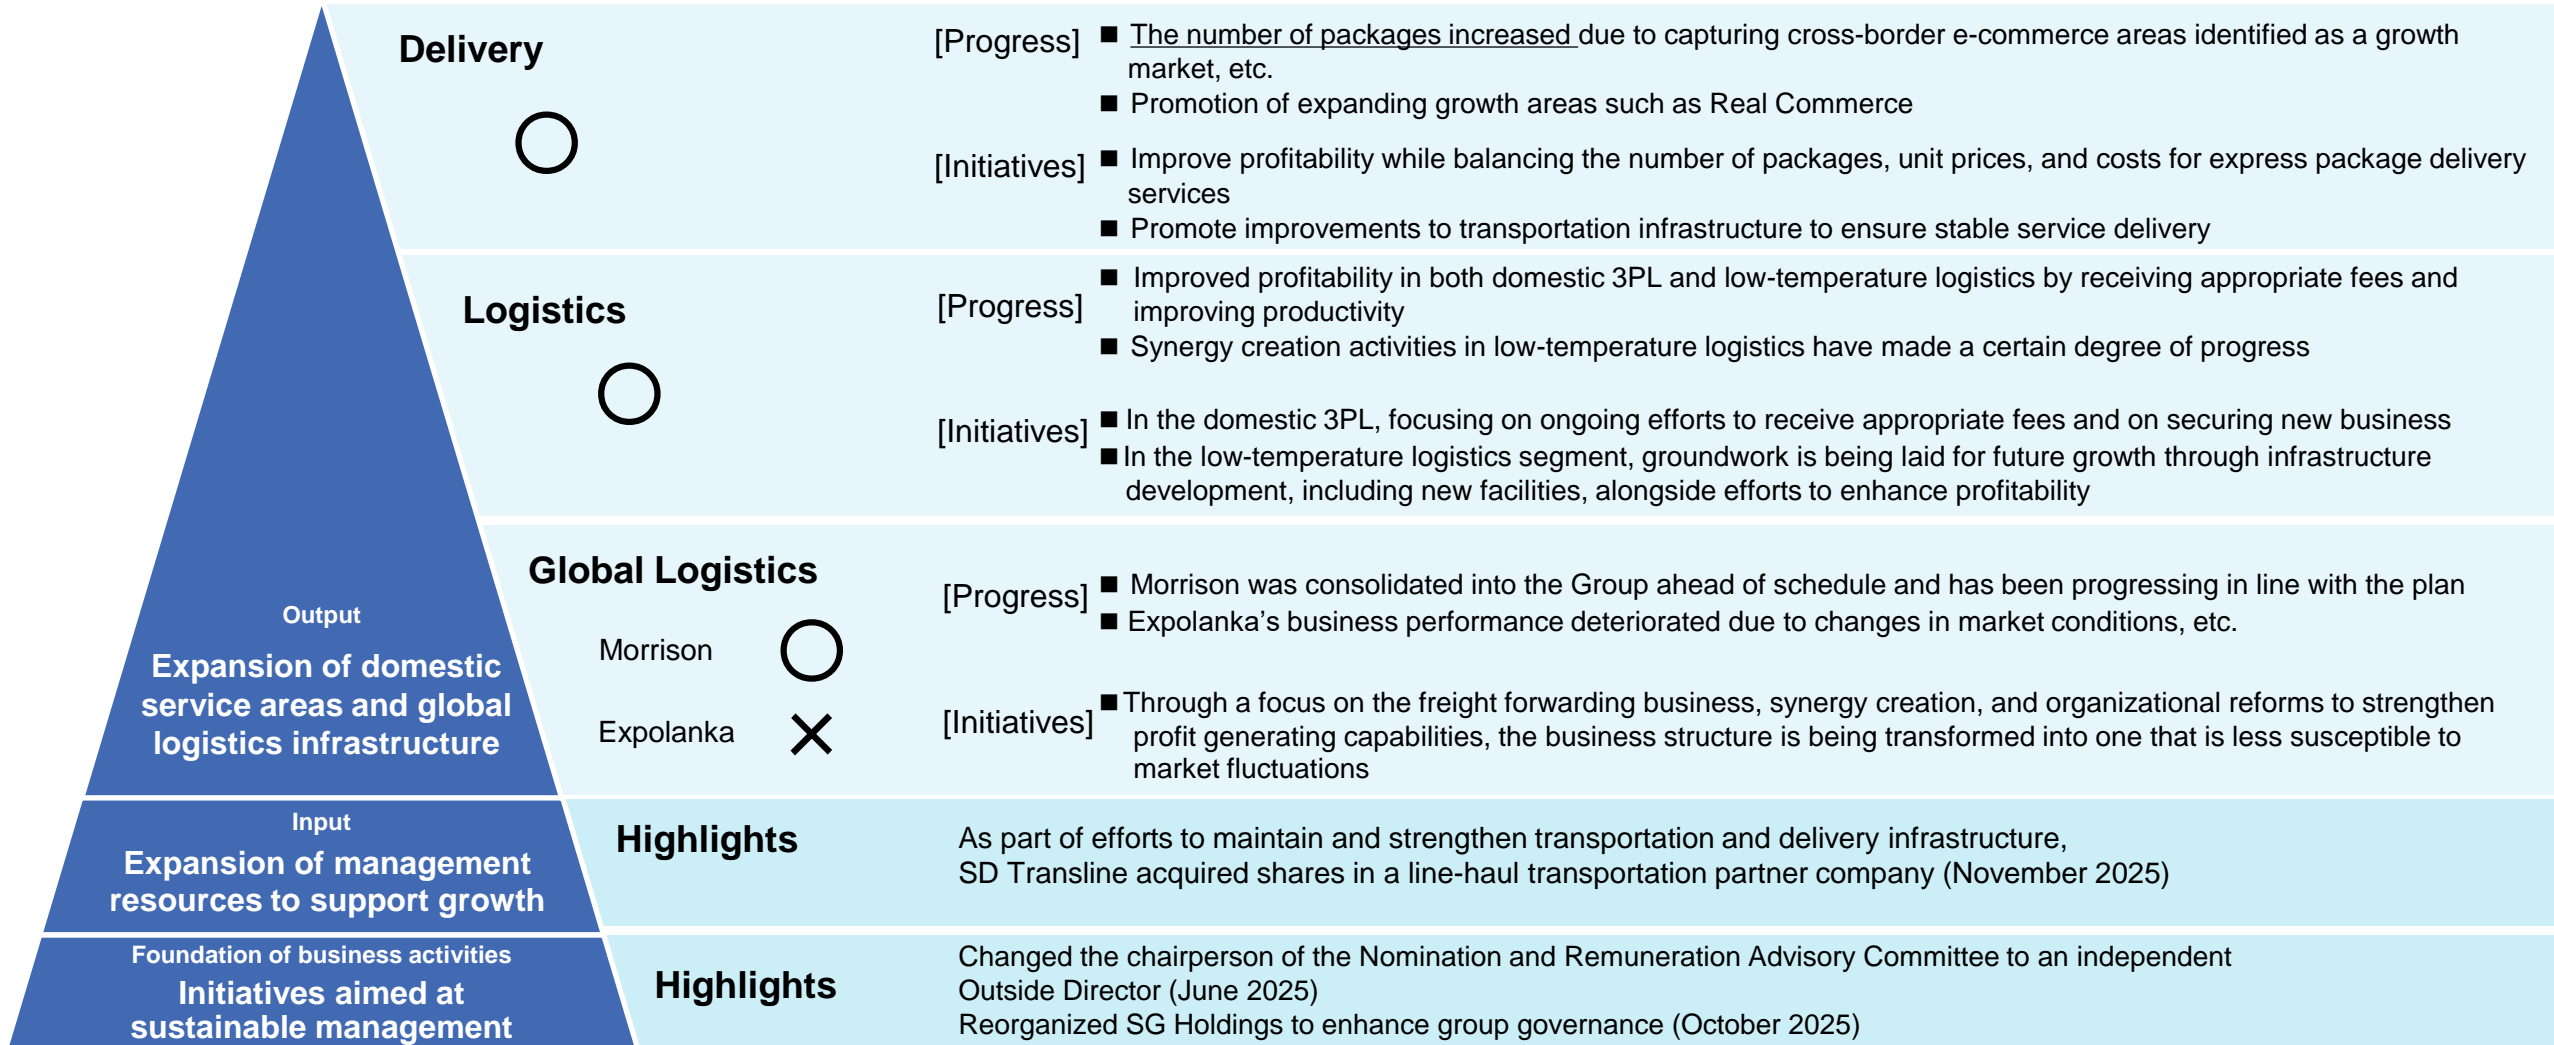 Delivery
[Progress]
■ The number of packages increased due to capturing cross-border e-commerce areas identified as a growth
market, etc.
■ Promotion of expanding growth areas such as Real Commerce
[Initiatives]
■ Improve profitability while balancing the number of packages, unit prices, and costs for express package delivery
services
■ Promote improvements to transportation infrastructure to ensure stable service delivery
Logistics
[Progress]
■ Improved profitability in both domestic 3PL and low-temperature logistics by receiving appropriate fees and
improving productivity
■ Synergy creation activities in low-temperature logistics have made a certain degree of progress
[Initiatives]
■ In the domestic 3PL, focusing on ongoing efforts to receive appropriate fees and on securing new business
■ In the low-temperature logistics segment, groundwork is being laid for future growth through infrastructure
development, including new facilities, alongside efforts to enhance profitability
Global Logistics
Morrison
Expolanka
[Progress]
■ Morrison was consolidated into the Group ahead of schedule and has been progressing in line with the plan
■ Expolanka’s business performance deteriorated due to changes in market conditions, etc.
[Initiatives]
■ Through a focus on the freight forwarding business, synergy creation, and organizational reforms to strengthen
profit generating capabilities, the business structure is being transformed into one that is less susceptible to
market fluctuations
Output
Expansion of domestic
service areas and global
logistics infrastructure
Input
Expansion of management
resources to support growth
Highlights
As part of efforts to maintain and strengthen transportation and delivery infrastructure,
SD Transline acquired shares in a line-haul transportation partner company (November 2025)
Foundation of business activities
Initiatives aimed at
sustainable management
Highlights
Changed the chairperson of the Nomination and Remuneration Advisory Committee to an independent
Outside Director (June 2025)
Reorganized SG Holdings to enhance group governance (October 2025)